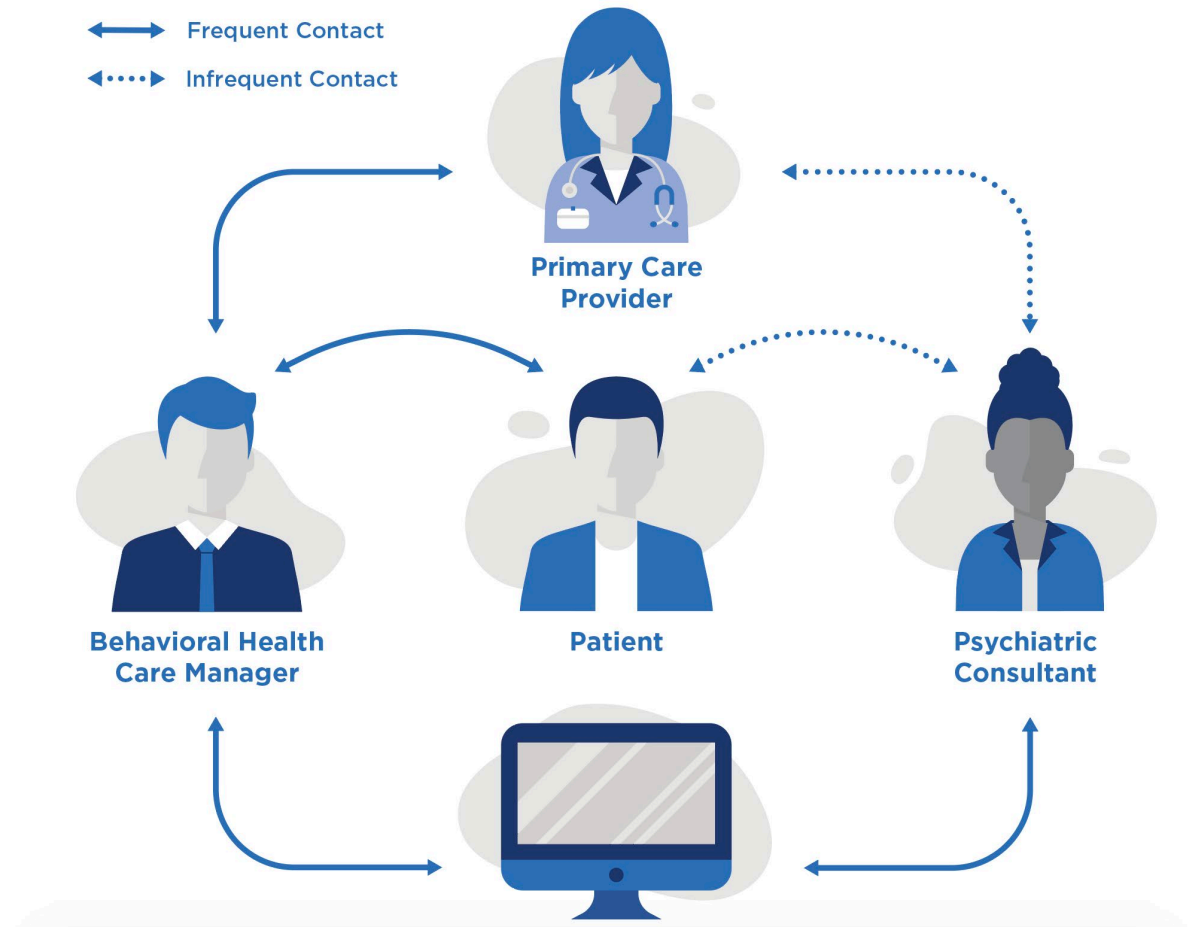 Frequent Contact
Infrequent Contact
Primary Care
Provider
Behavioral Health
Care Manager
Patient
Psychiatric
Consultant